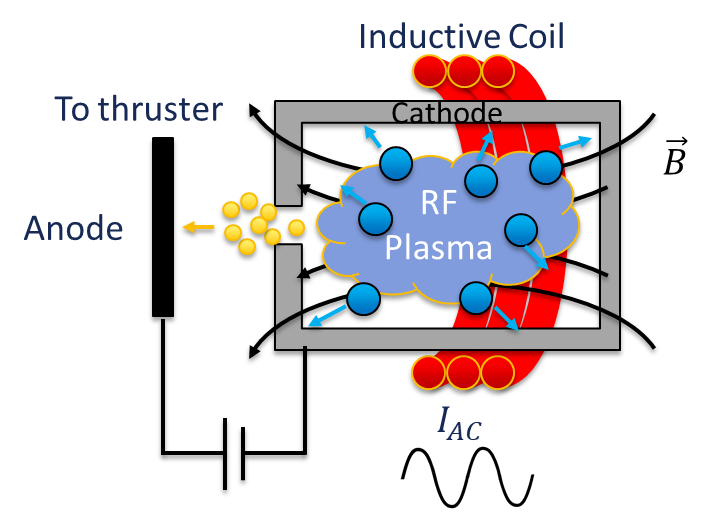 Inductive Coil
To thruster
Cathode
B⃗
RF
Plasma
Anode
I_AC